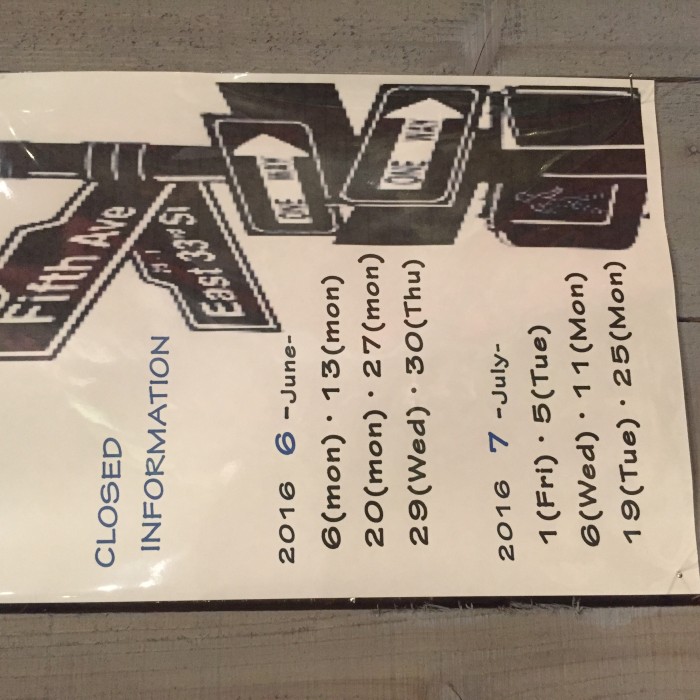 CLOSED
INFORMATION
2016 6 -June-
6(mon)・13(mon)
20(mon)・27(mon)
29(Wed)・30(Thu)
2016 7 -July-
1(Fri)・5(Tue)
6(Wed)・11(Mon)
19(Tue)・25(Mon)
Fifth Ave
East 33rd St
ONE WAY
ONE WAY